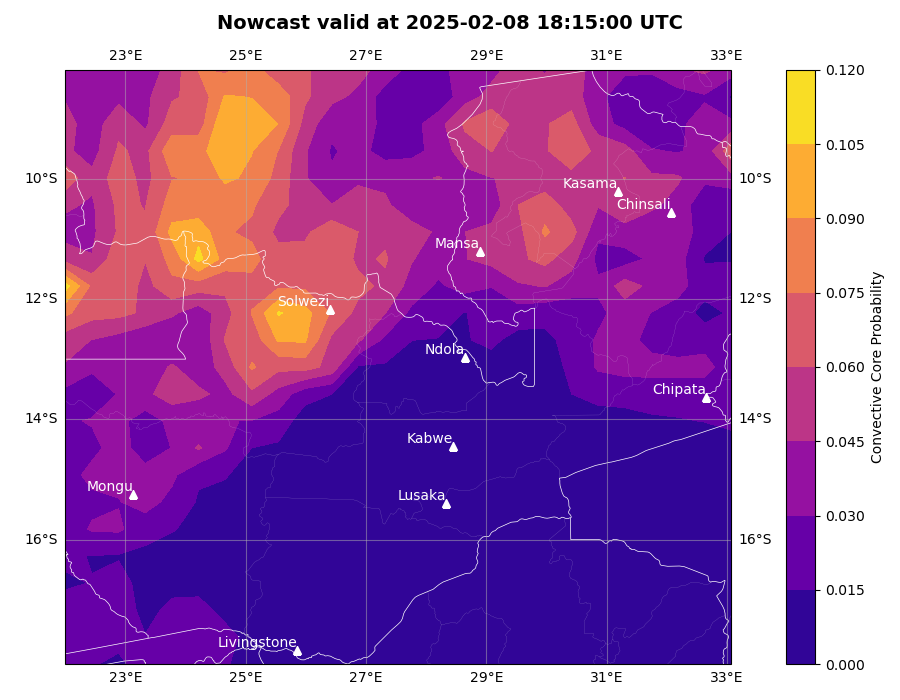 Nowcast valid at 2025-02-08 18:15:00 UTC
23°E 25°E 27°E 29°E 31°E 33°E
0.120
0.105
10°S 10°S
Kasama
Chinsali
0.090
Mansa
0.075
12°S 12°S
Solwezi
Ndola
0.060
Convective Core Probability
Chipata
14°S 14°S
Kabwe
0.045
Mongu
Lusaka
0.030
16°S 16°S
0.015
Livingstone
0.000
23°E 25°E 27°E 29°E 31°E 33°E